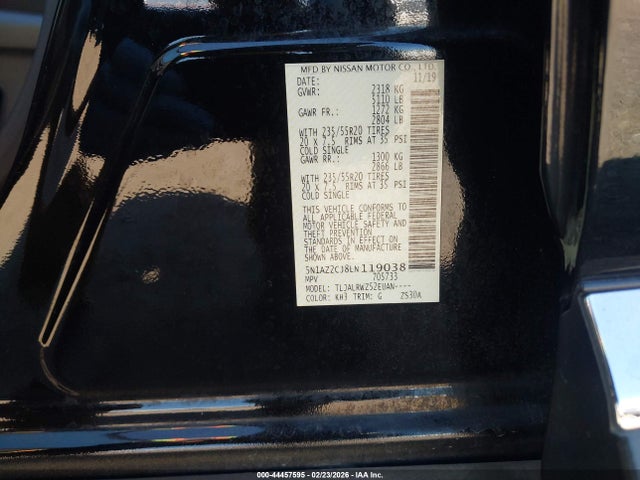 MFD BY NISSAN MOTOR CO., LTD.
DATE: 11/19
GVWR: 2318 KG
5110 LB
GAWR FR.: 1272 KG
2804 LB
WITH 235/55R20 TIRES
20 X 7.5 RIMS AT 35 PSI
COLD SINGLE
GAWR RR.: 1300 KG
2866 LB
WITH 235/55R20 TIRES
20 X 7.5 RIMS AT 35 PSI
COLD SINGLE
THIS VEHICLE CONFORMS TO
ALL APPLICABLE FEDERAL
MOTOR VEHICLE SAFETY
AND THEFT PREVENTION
STANDARDS IN EFFECT ON
THE DATE OF MANUFACTURE
SHOWN ABOVE.
5N1AZ2CJ8LN119038
MPV 705733
MODEL: TLJALRWZ52EUAN----
COLOR: KH3 TRIM: G ZS30A
000-44457595 - 02/23/2026 - IAA Inc.